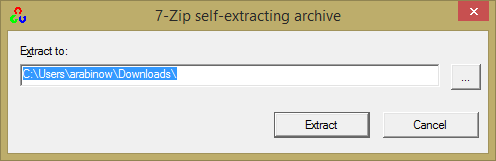 7-Zip self-extracting archive
Extract to:
C:\Users\arabinow\Downloads\
...
Extract
Cancel